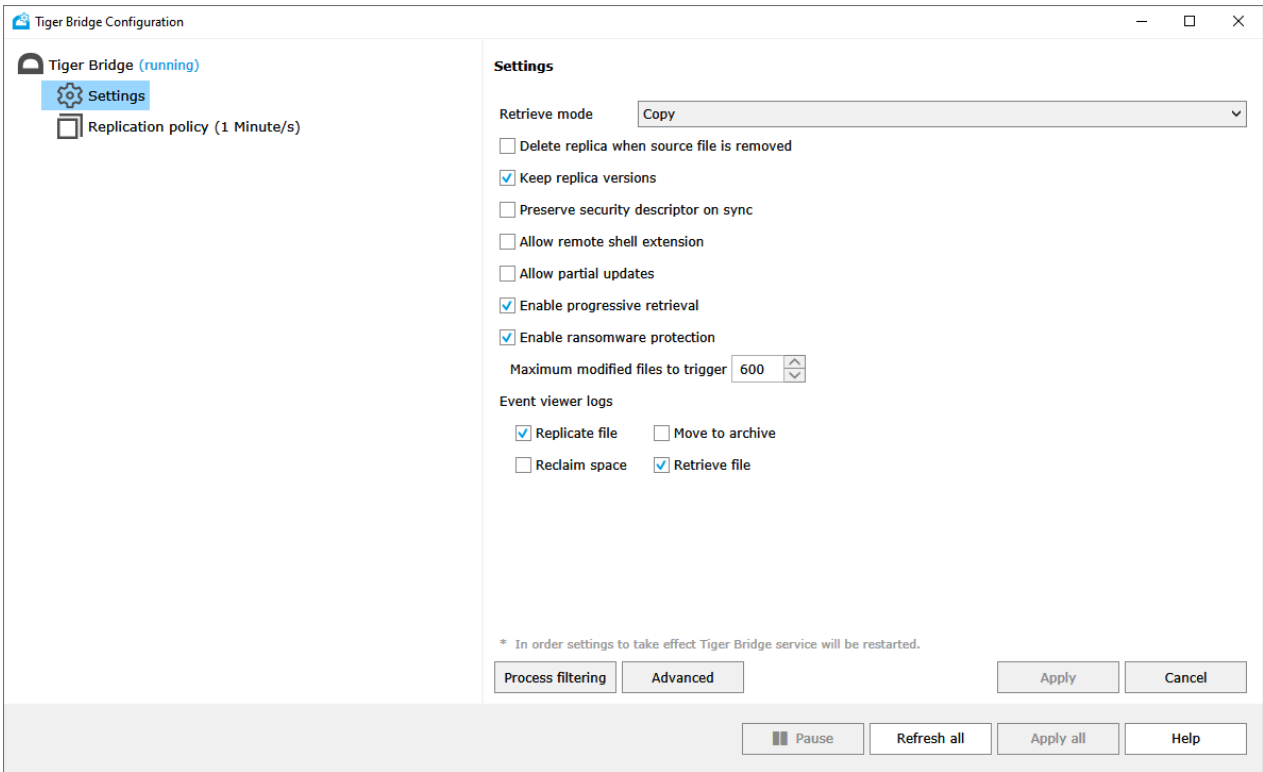 Tiger Bridge Configuration
Tiger Bridge (running)
Settings
Replication policy (1 Minute/s)
Settings
Retrieve mode Copy
Delete replica when source file is removed
Keep replica versions
Preserve security descriptor on sync
Allow remote shell extension
Allow partial updates
Enable progressive retrieval
Enable ransomware protection
Maximum modified files to trigger 600
Event viewer logs
Replicate file Move to archive
Reclaim space Retrieve file
* In order settings to take effect Tiger Bridge service will be restarted.
Process filtering Advanced Apply Cancel
Pause Refresh all Apply all Help